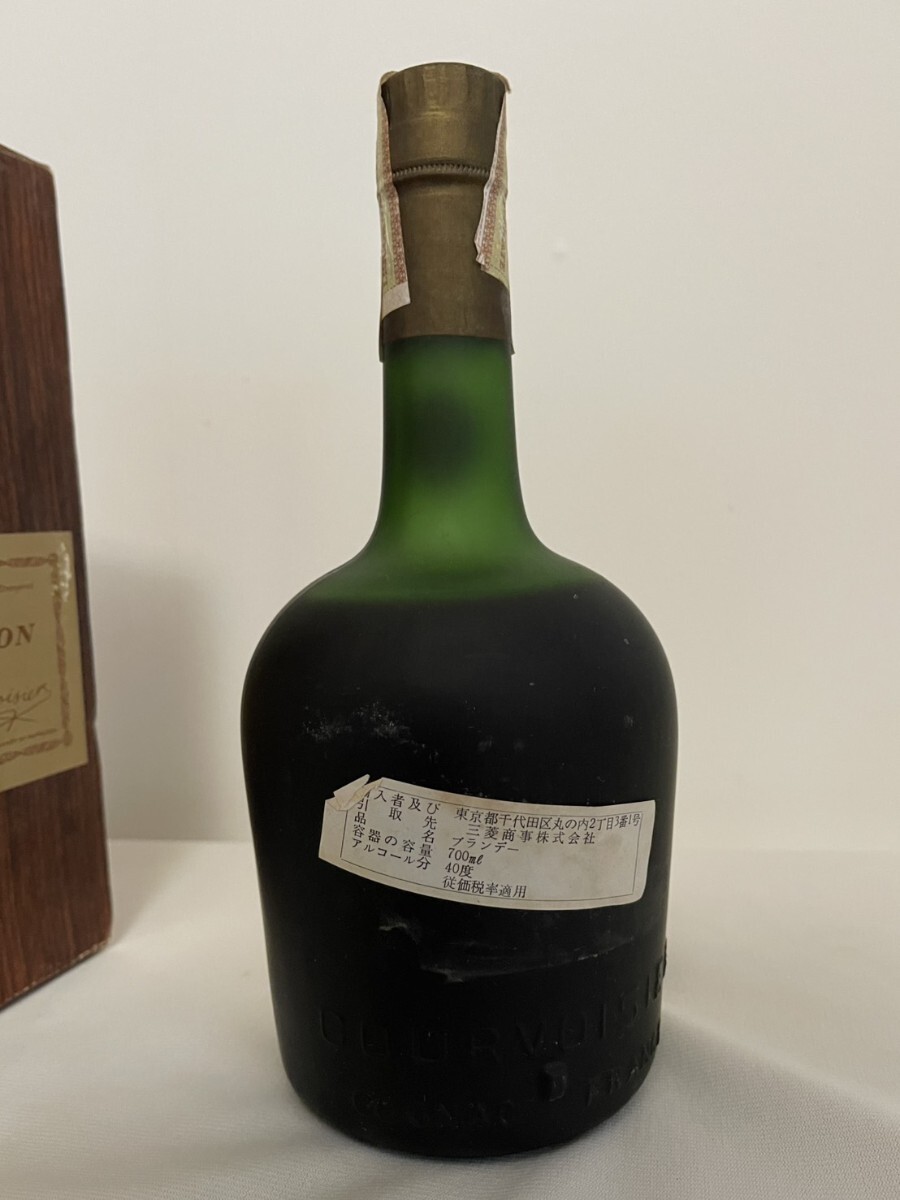 ON
輸入者及び 東京都千代田区丸の内2丁目3番1号
引取先 三菱商事株式会社
品名 ブランデー
容器の容量 700ml
アルコール分 40度
従価税率適用
COURVOISIE
FRANC